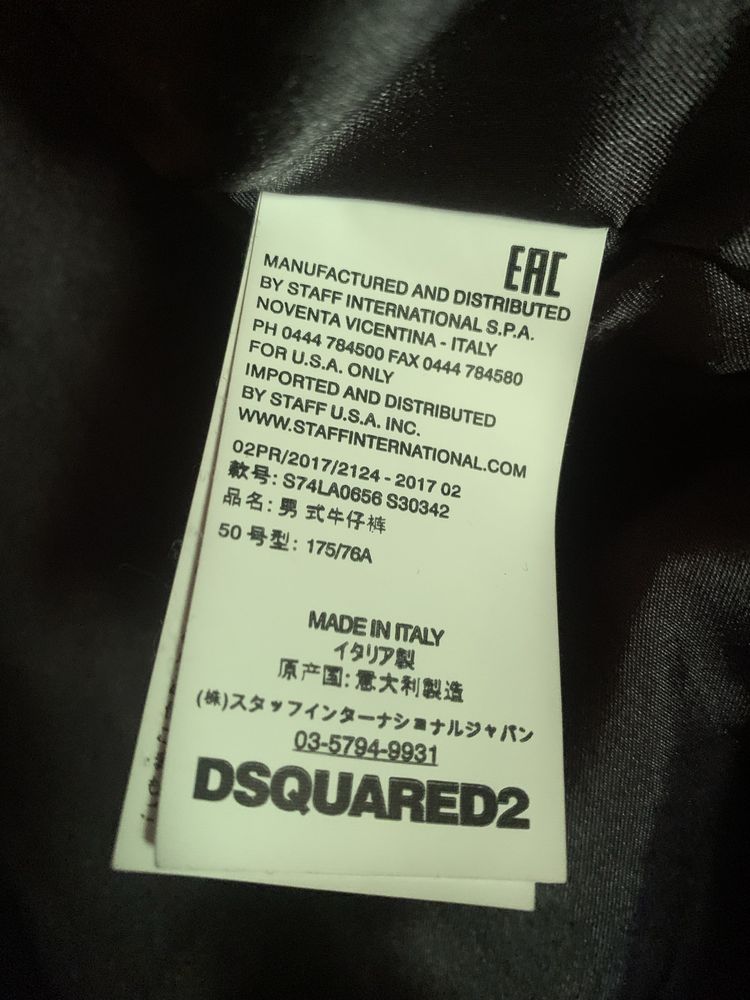 EAC
MANUFACTURED AND DISTRIBUTED
BY STAFF INTERNATIONAL S.P.A.
NOVENTA VICENTINA - ITALY
PH 0444 784500 FAX 0444 784580
FOR U.S.A. ONLY
IMPORTED AND DISTRIBUTED
BY STAFF U.S.A. INC.
WWW.STAFFINTERNATIONAL.COM
02PR/2017/2124 - 2017 02
款号: S74LA0656 S30342
品名: 男 式牛仔裤
50 号型: 175/76A
MADE IN ITALY
イタリア製
原产国: 意大利製造
(株)スタッフインターナショナルジャパン
03-5794-9931
DSQUARED2